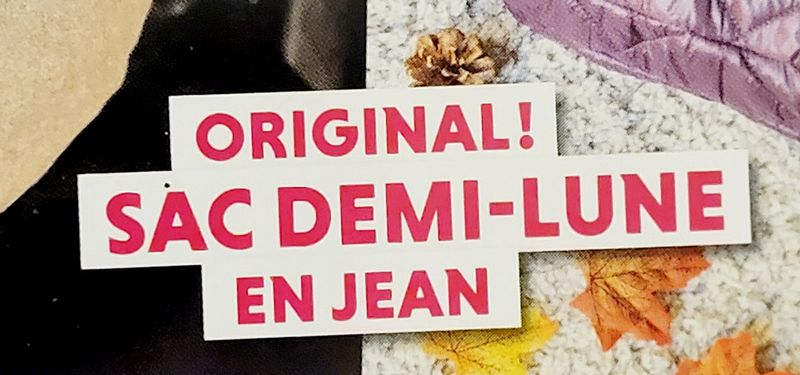 ORIGINAL!
SAC DEMI-LUNE
EN JEAN